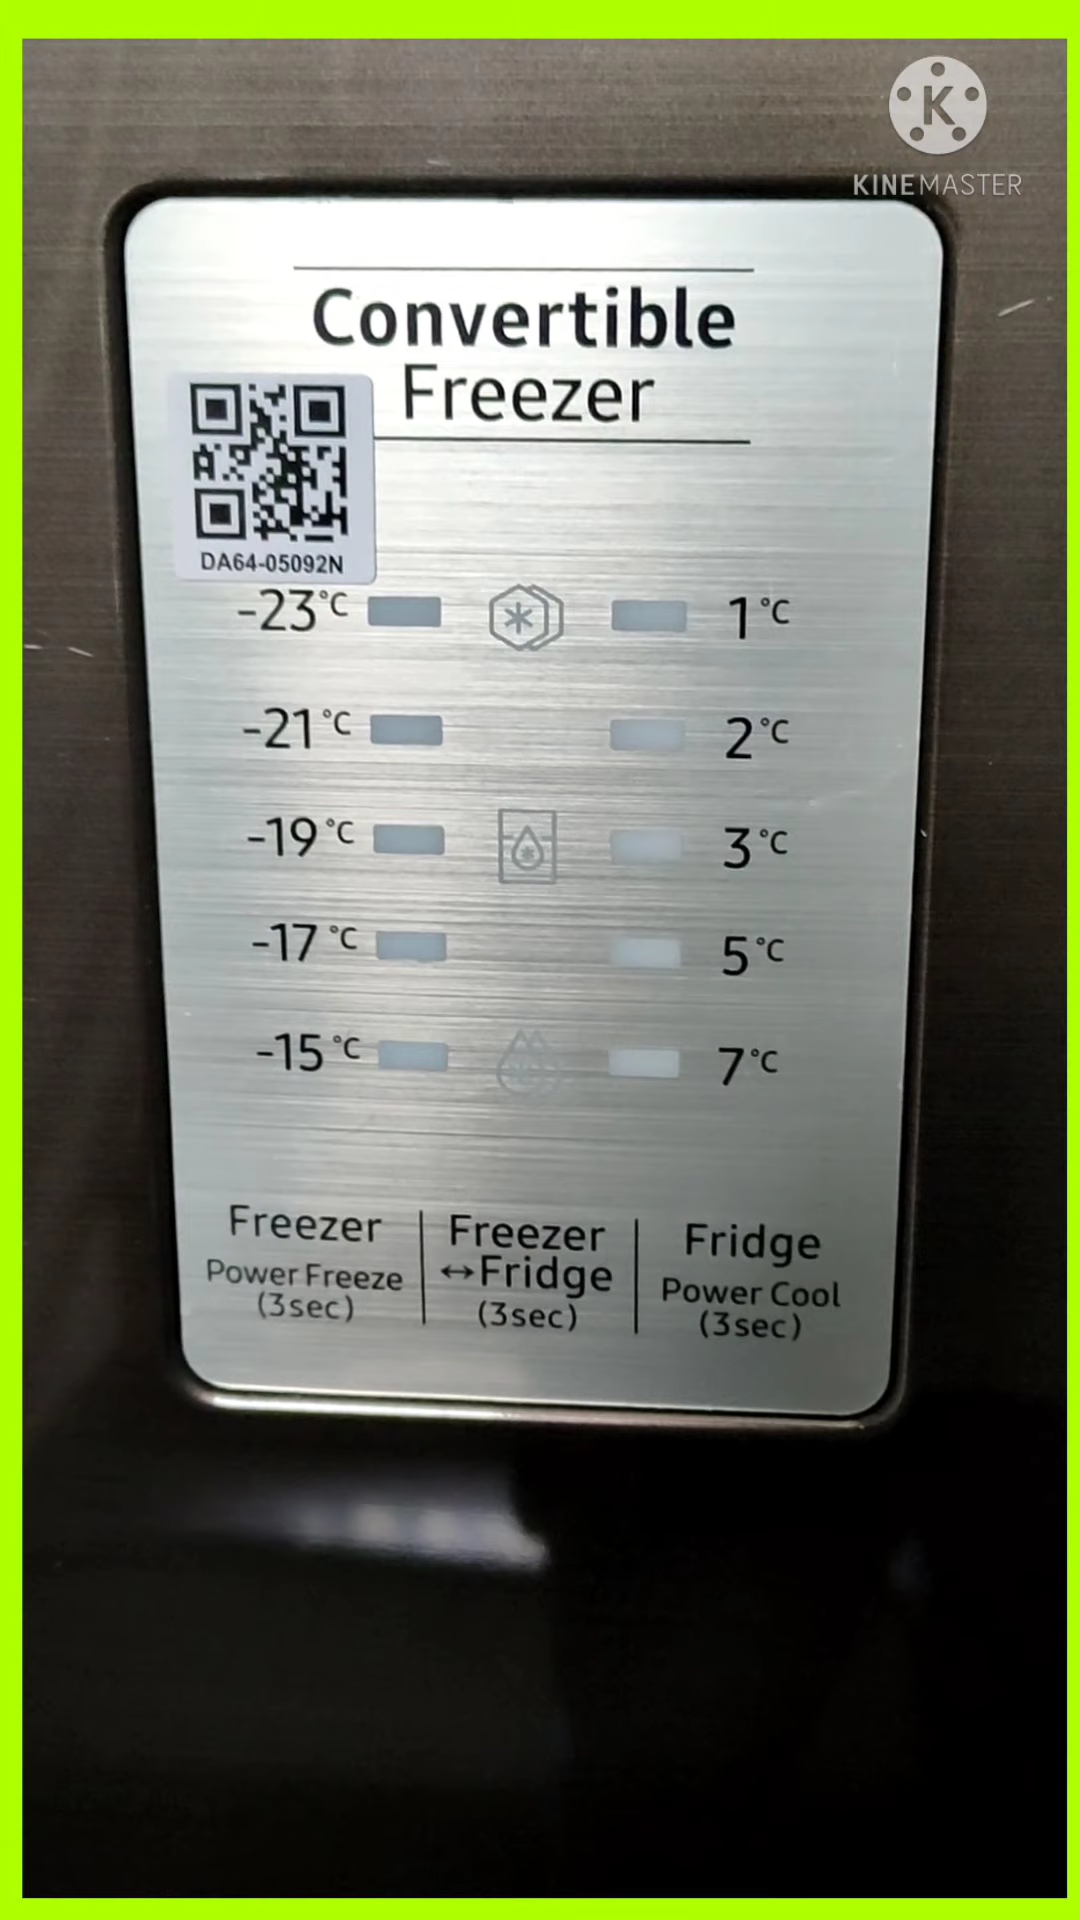 K
KINEMASTER
Convertible
Freezer
DA64-05092N
-23°C 1°C
-21°C 2°C
-19°C 3°C
-17°C 5°C
-15°C 7°C
Freezer
Power Freeze
(3sec)
Freezer
↔Fridge
(3sec)
Fridge
Power Cool
(3sec)